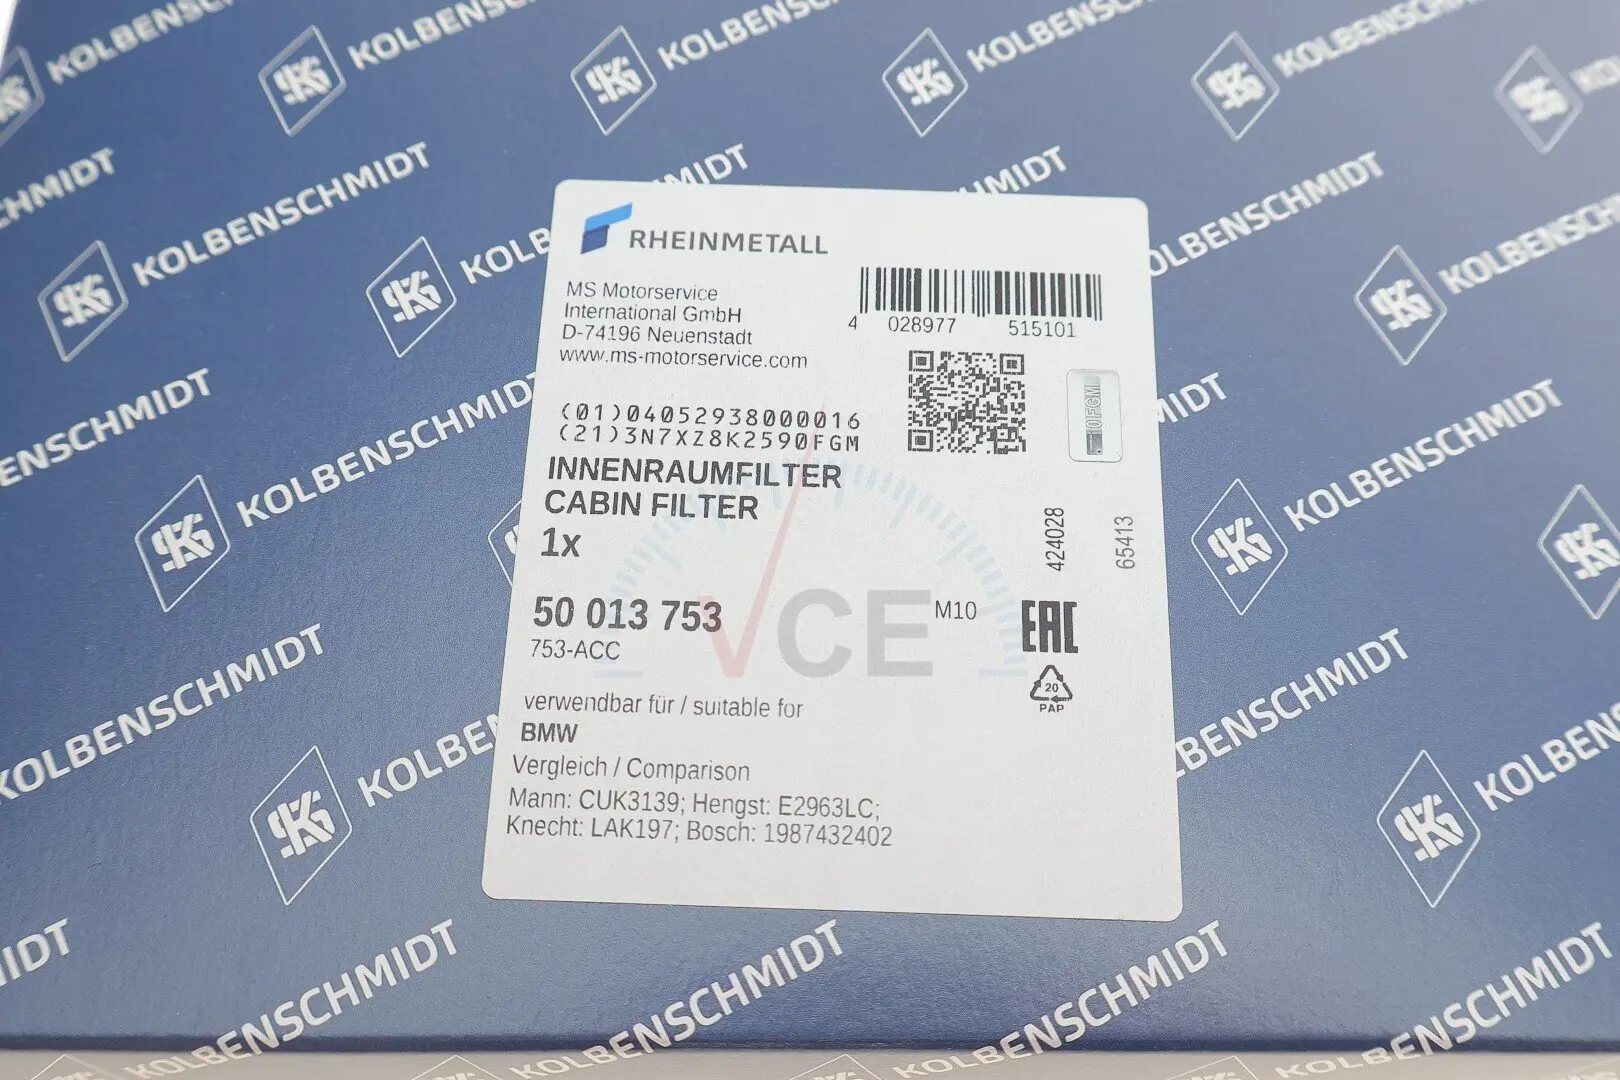 KOLBENSCHMIDT
RHEINMETALL
MS Motorservice
International GmbH
D-74196 Neuenstadt
www.ms-motorservice.com
4 028977 515101
(01)04052938000016
(21)3N7XZ8K2590FGM
0FGM
INNENRAUMFILTER
CABIN FILTER
1x
424028
65413
50 013 753
M10
EAC
753-ACC
VCE
20
PAP
verwendbar für / suitable for
BMW
Vergleich / Comparison
Mann: CUK3139; Hengst: E2963LC;
Knecht: LAK197; Bosch: 1987432402